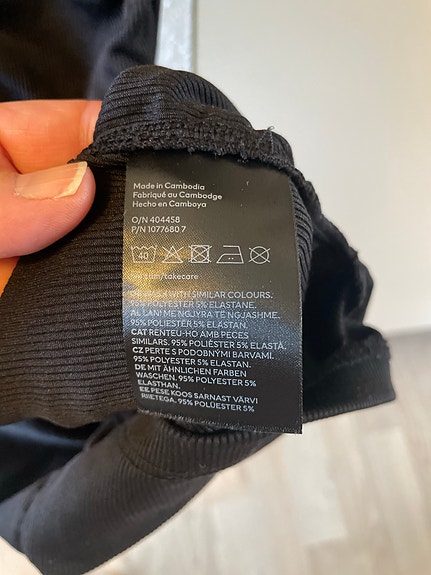 Made in Cambodia
Fabriqué au Cambodge
Hecho en Camboya
O/N 404458
P/N 1077680 7
40
.com/takecare
WITH SIMILAR COLOURS.
95% POLYESTER 5% ELASTANE.
AL LANI ME NGJYRA TË NGJASHME.
95% POLIESTËR 5% ELASTAN.
CAT RENTEU-HO AMB PECES
SIMILARS. 95% POLIÈSTER 5% ELASTÀ.
CZ PERTE S PODOBNÝMI BARVAMI.
95% POLYESTER 5% ELASTAN.
DE MIT ÄHNLICHEN FARBEN
WASCHEN. 95% POLYESTER 5%
ELASTHAN.
EE PESE KOOS SARNAST VÄRVI
RIIETEGA. 95% POLÜESTER 5%